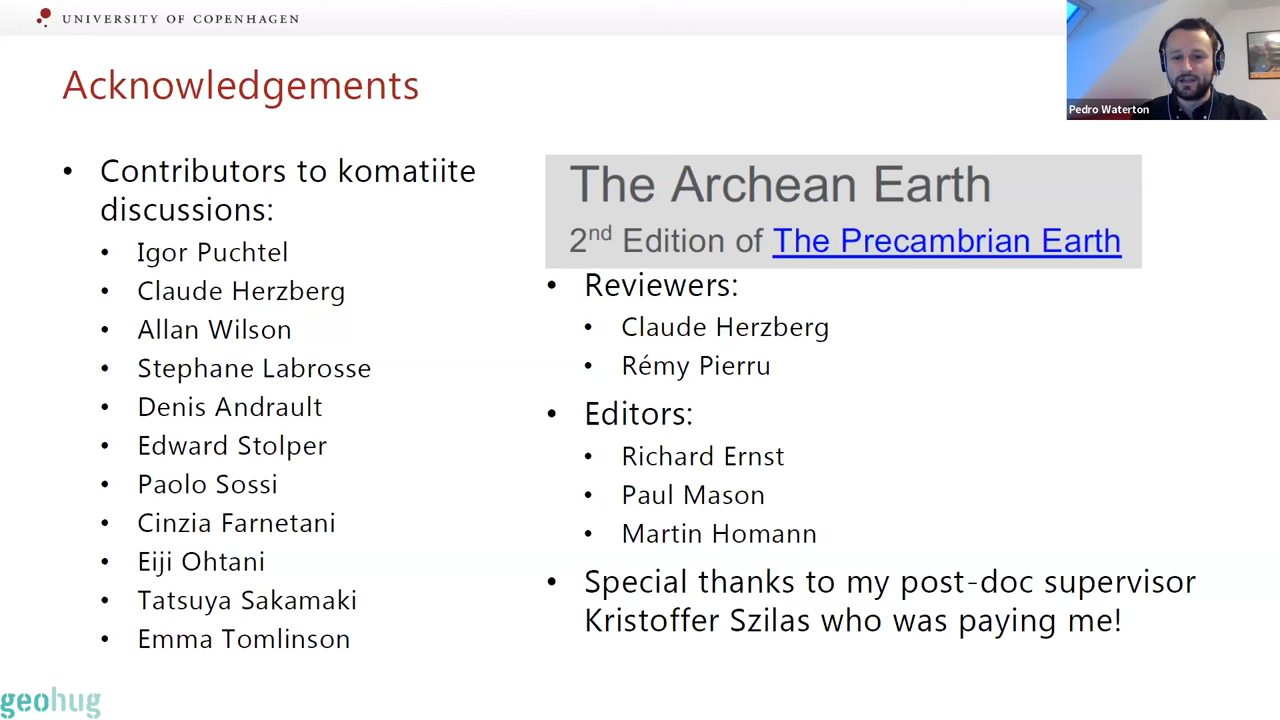 UNIVERSITY OF COPENHAGEN
Pedro Waterton
Acknowledgements
• Contributors to komatiite
discussions:
• Igor Puchtel
• Claude Herzberg
• Allan Wilson
• Stephane Labrosse
• Denis Andrault
• Edward Stolper
• Paolo Sossi
• Cinzia Farnetani
• Eiji Ohtani
• Tatsuya Sakamaki
• Emma Tomlinson
The Archean Earth
2nd Edition of The Precambrian Earth
• Reviewers:
• Claude Herzberg
• Rémy Pierru
• Editors:
• Richard Ernst
• Paul Mason
• Martin Homann
• Special thanks to my post-doc supervisor
Kristoffer Szilas who was paying me!
geohug